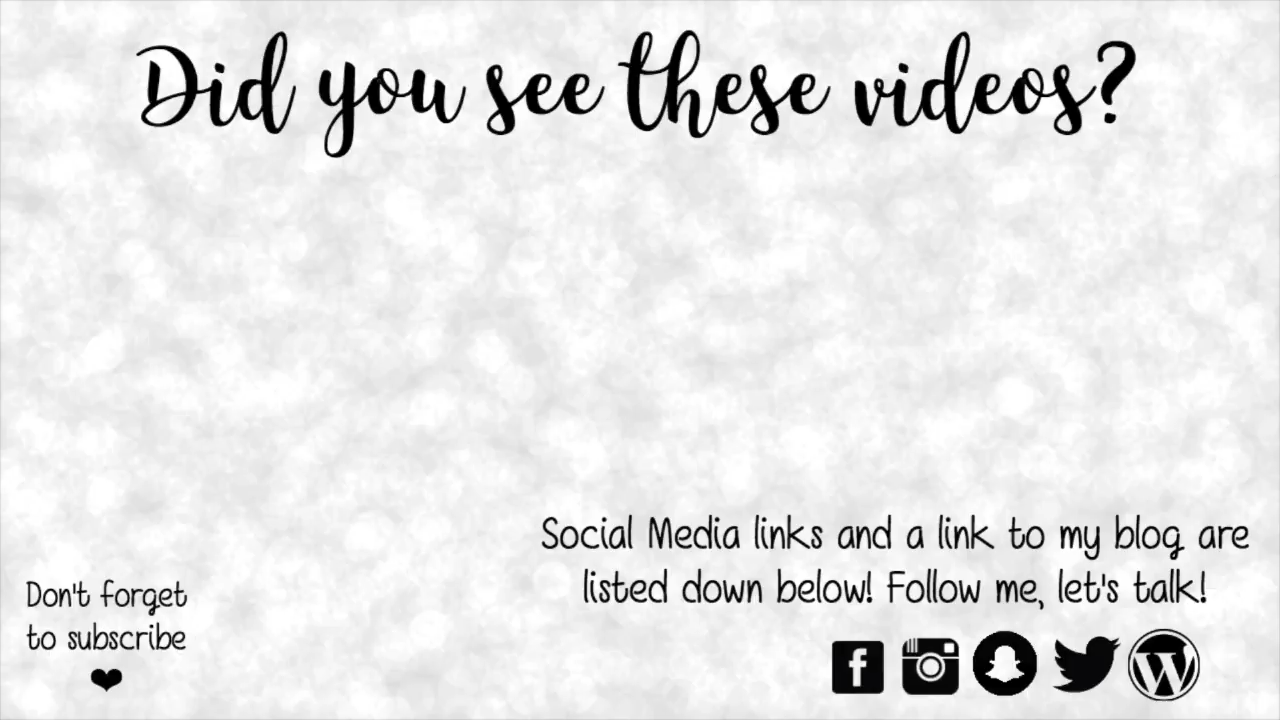 Did you see these videos?
Social Media links and a link to my blog are
listed down below! Follow me, let's talk!
Don't forget
to subscribe